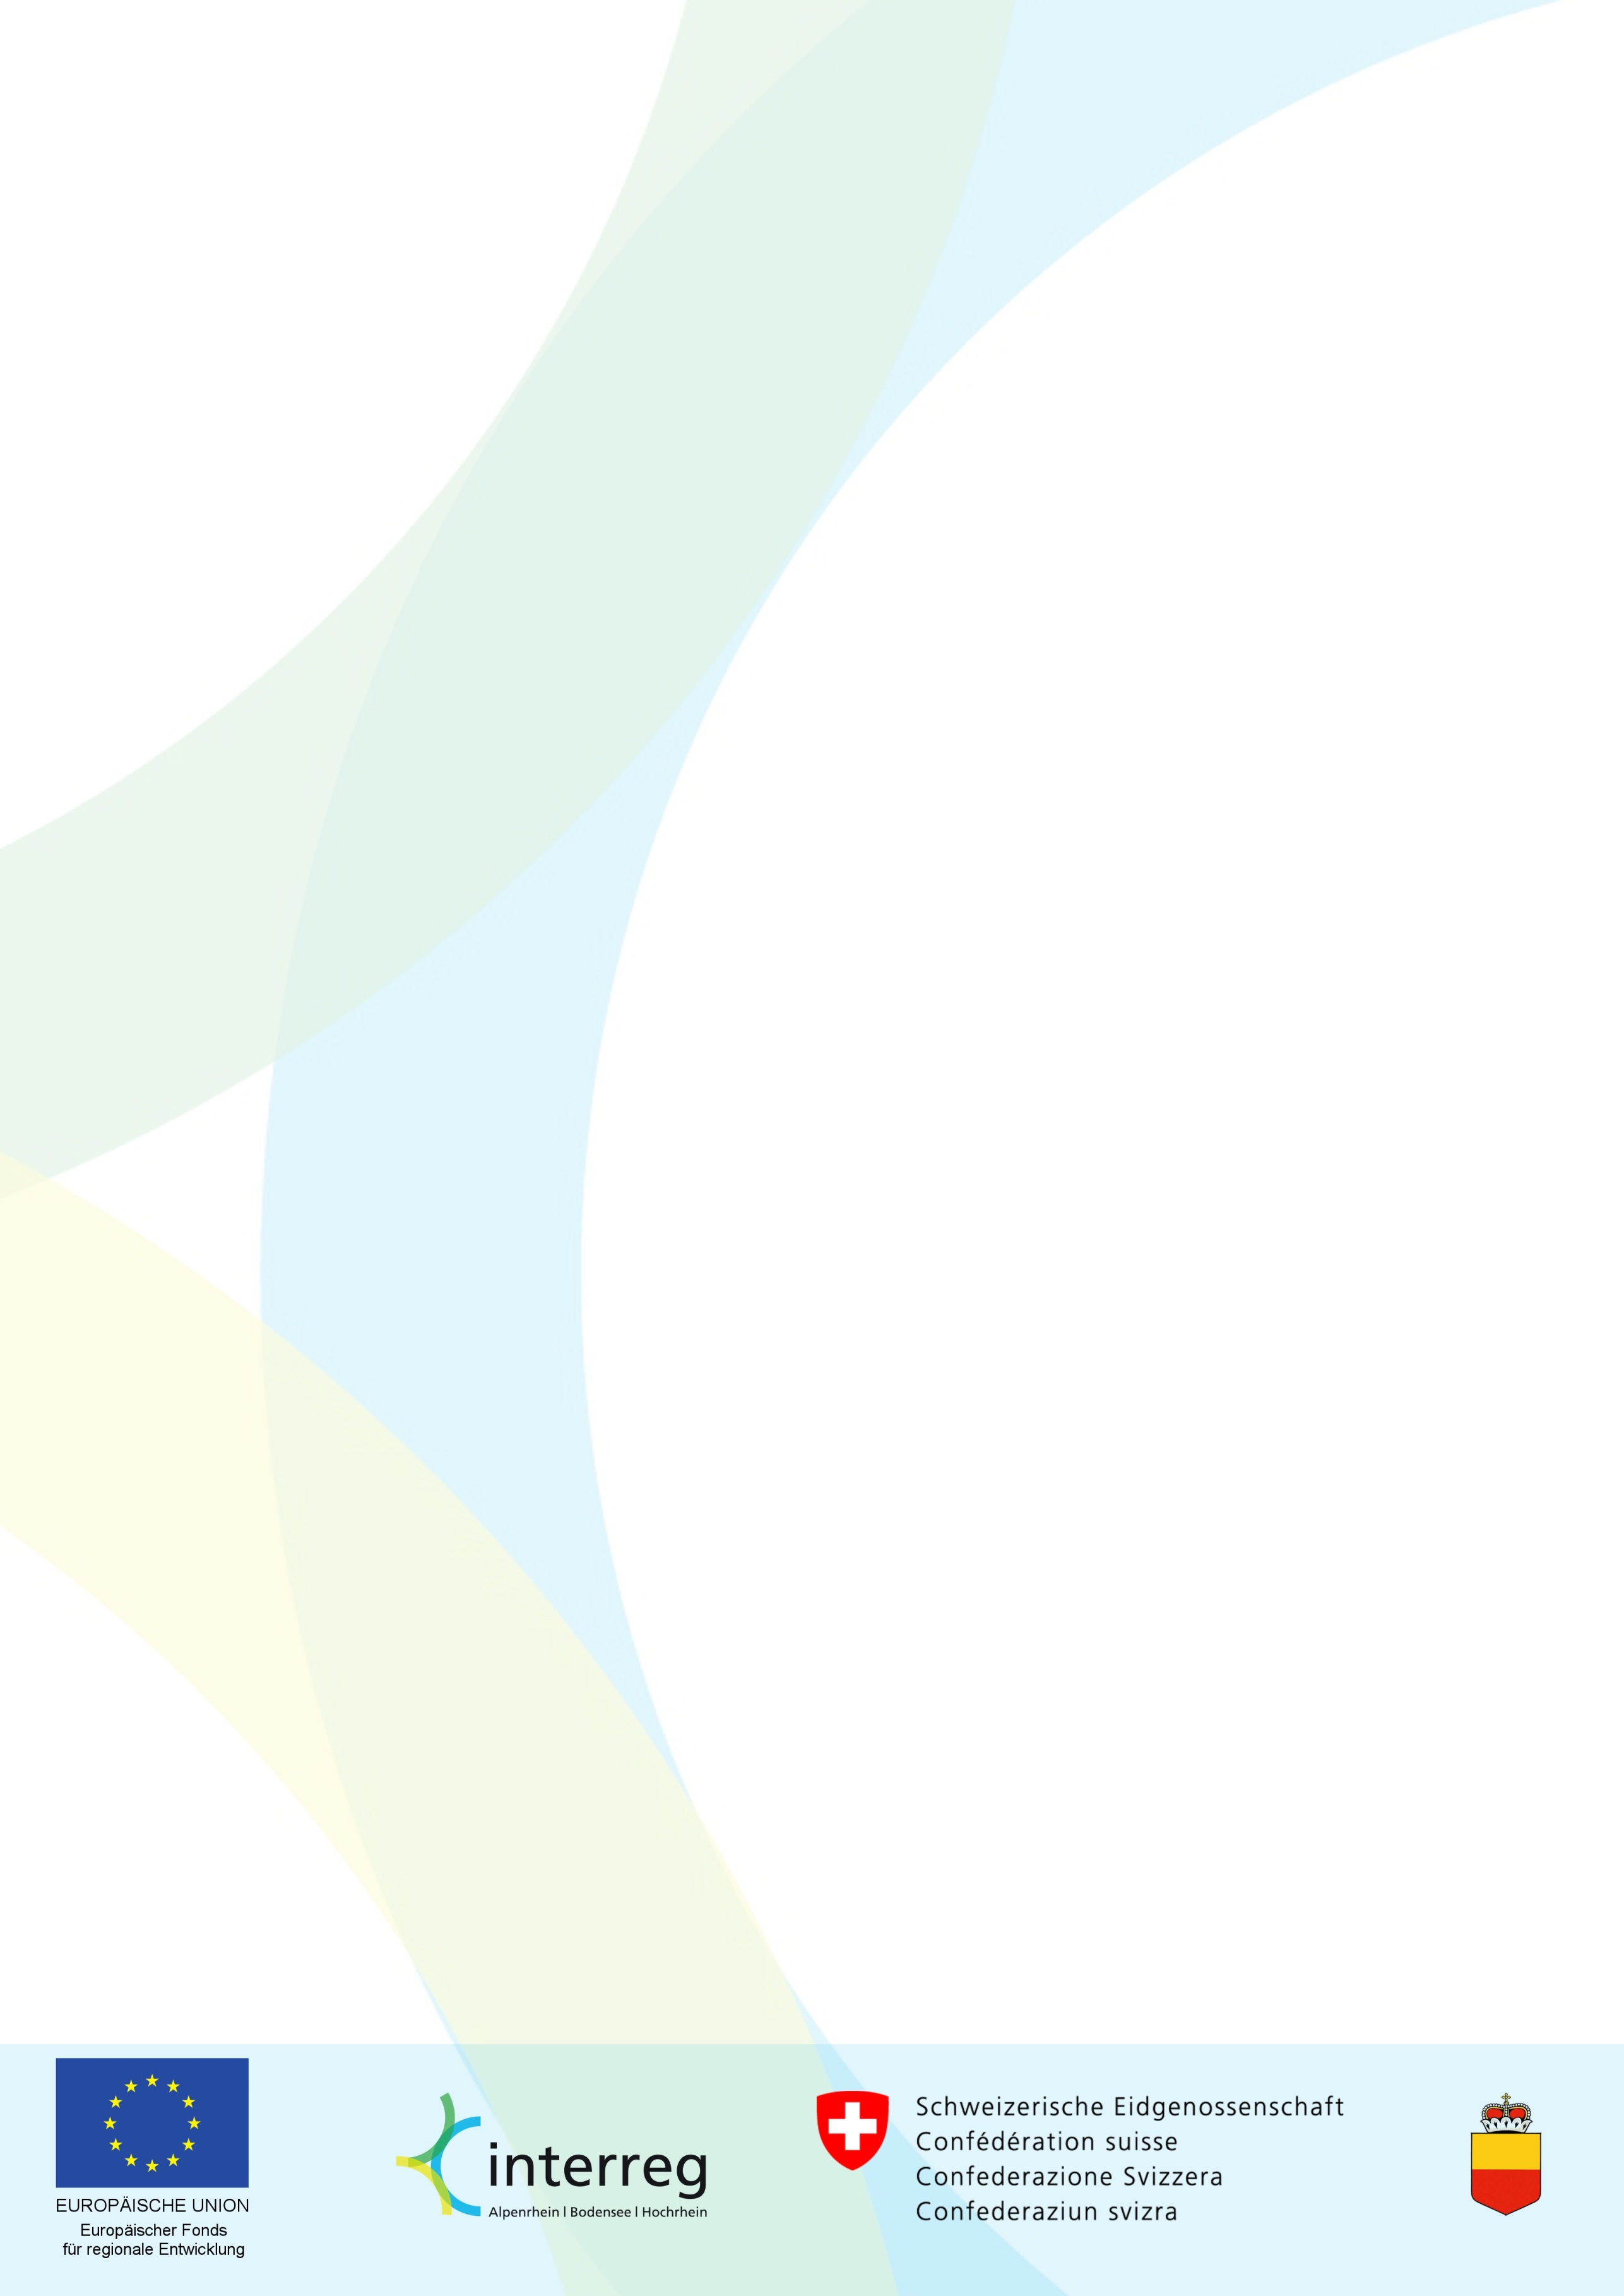 EUROPÄISCHE UNION
Europäischer Fonds
für regionale Entwicklung
interreg
Alpenrhein | Bodensee | Hochrhein
Schweizerische Eidgenossenschaft
Confédération suisse
Confederazione Svizzera
Confederaziun svizra